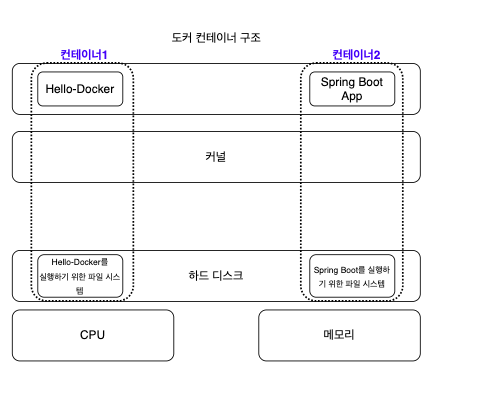 도커 컨테이너 구조
컨테이너1
컨테이너2
Hello-Docker
Spring Boot
App
커널
Hello-Docker를
실행하기 위한 파일 시스
템
하드 디스크
Spring Boot를 실행하
기 위한 파일 시스템
CPU
메모리